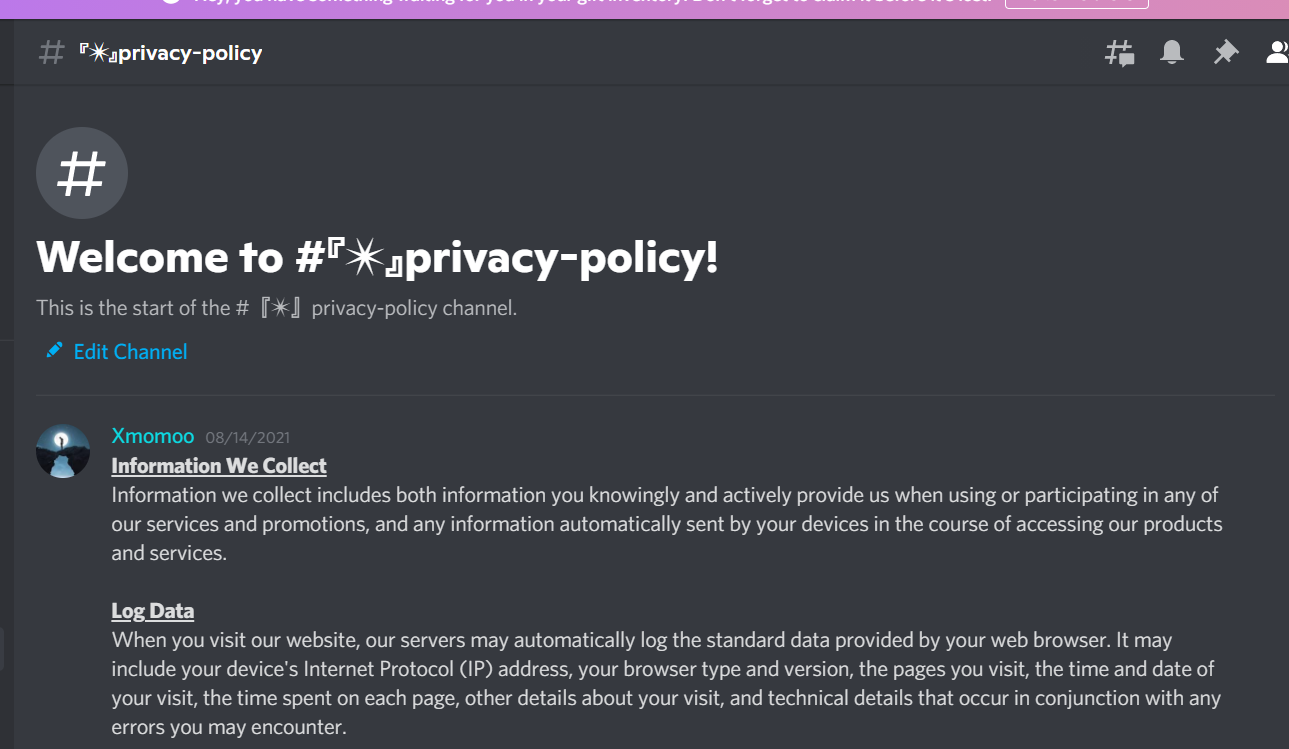 # 『✴』privacy-policy
#
Welcome to #『✴』privacy-policy!
This is the start of the # 『✴』 privacy-policy channel.
Edit Channel
Xmomoo 08/14/2021
Information We Collect
Information we collect includes both information you knowingly and actively provide us when using or participating in any of
our services and promotions, and any information automatically sent by your devices in the course of accessing our products
and services.
Log Data
When you visit our website, our servers may automatically log the standard data provided by your web browser. It may
include your device's Internet Protocol (IP) address, your browser type and version, the pages you visit, the time and date of
your visit, the time spent on each page, other details about your visit, and technical details that occur in conjunction with any
errors you may encounter.